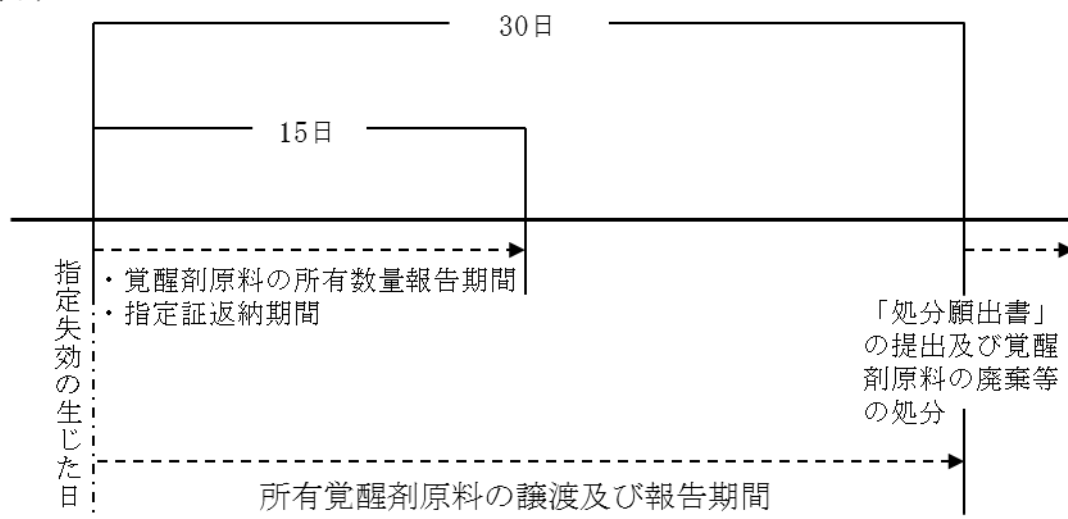 30日
15日
・覚醒剤原料の所有数量報告期間
・指定証返納期間
指定失効の生じた日
「処分願出書」
の提出及び覚醒
剤原料の廃棄等
の処分
所有覚醒剤原料の譲渡及び報告期間